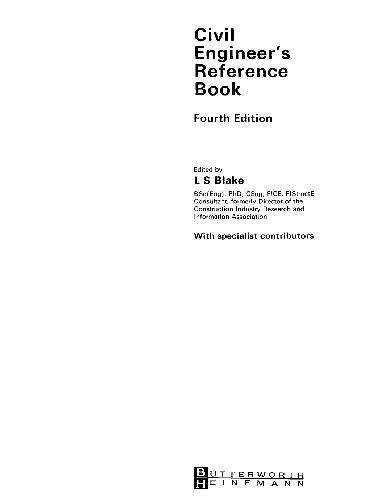 Civil
Engineer's
Reference
Book
Fourth Edition
Edited by
L S Blake
BSc(Eng), PhD, CEng, FICE, FIStructE
Consultant, formerly Director of the
Construction Industry Research and
Information Association
With specialist contributors
BUTTERWORTH
HEINEMANN